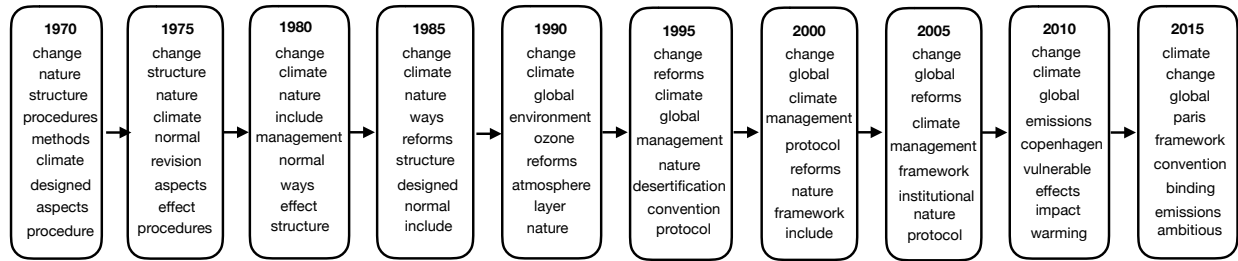 1970
change
nature
structure
procedures
methods
climate
designed
aspects
procedure
1975
change
structure
nature
climate
normal
revision
aspects
effect
procedures
1980
change
climate
nature
include
management
normal
ways
effect
structure
1985
change
climate
nature
ways
reforms
structure
designed
normal
include
1990
change
climate
global
environment
ozone
reforms
atmosphere
layer
nature
1995
change
reforms
climate
global
management
nature
desertification
convention
protocol
2000
change
global
climate
management
protocol
reforms
nature
framework
include
2005
change
global
reforms
climate
management
framework
institutional
nature
protocol
2010
change
climate
global
emissions
copenhagen
vulnerable
effects
impact
warming
2015
climate
change
global
paris
framework
convention
binding
emissions
ambitious